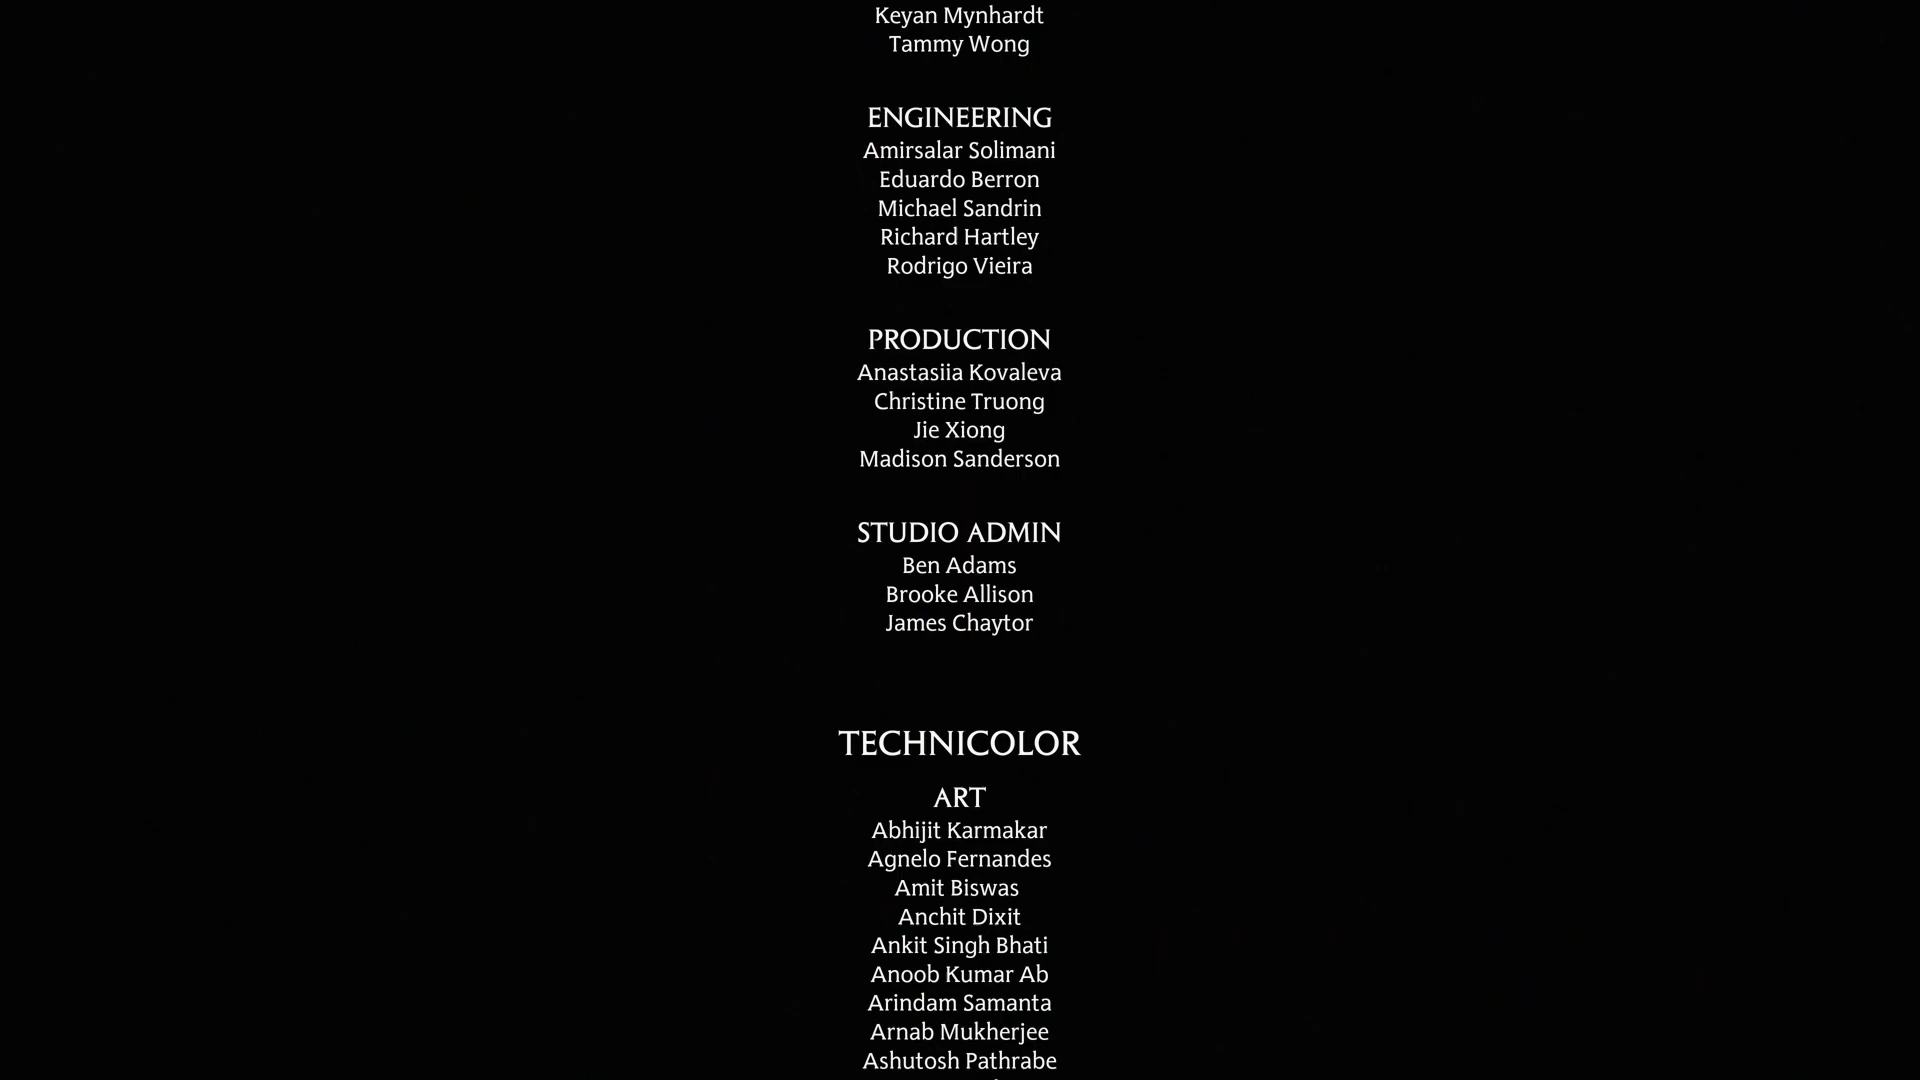 Keyan Mynhardt
Tammy Wong
ENGINEERING
Amirsalar Solimani
Eduardo Berron
Michael Sandrin
Richard Hartley
Rodrigo Vieira
PRODUCTION
Anastasiia Kovaleva
Christine Truong
Jie Xiong
Madison Sanderson
STUDIO ADMIN
Ben Adams
Brooke Allison
James Chaytor
TECHNICOLOR
ART
Abhijit Karmakar
Agnelo Fernandes
Amit Biswas
Anchit Dixit
Ankit Singh Bhati
Anoob Kumar Ab
Arindam Samanta
Arnab Mukherjee
Ashutosh Pathrabe